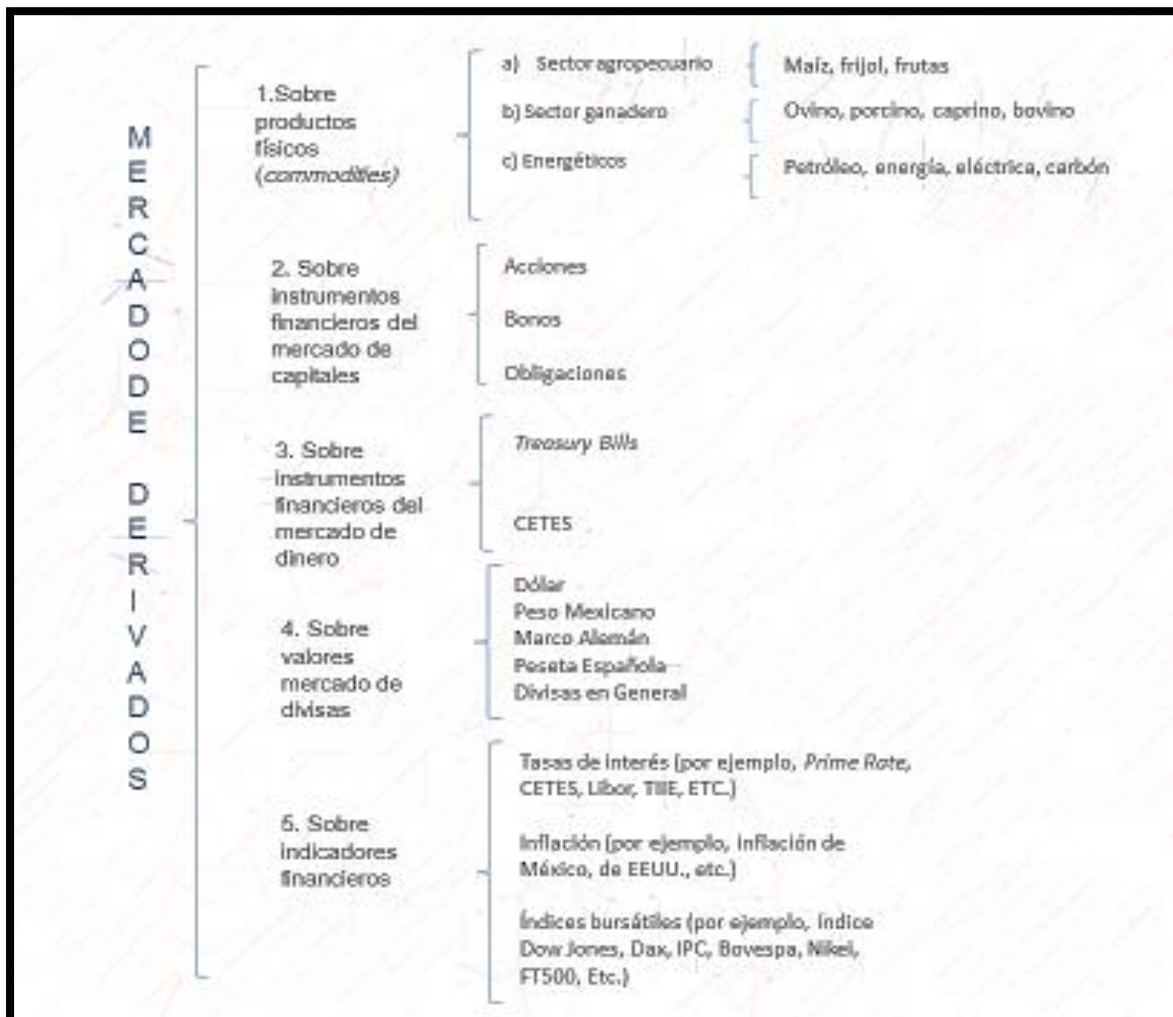 MERCADO DE DERIVADOS
1.Sobre
productos
físicos
(commodities)
a) Sector agropecuario
Maíz, frijol, frutas
b) Sector ganadero
Ovino, porcino, caprino, bovino
c) Energéticos
Petróleo, energía, eléctrica, carbón
2. Sobre
instrumentos
financieros del
mercado de
capitales
Acciones
Bonos
Obligaciones
3. Sobre
instrumentos
financieros del
mercado de
dinero
Treasury Bills
CETES
4. Sobre
valores
mercado de
divisas
Dólar
Peso Mexicano
Marco Alemán
Peseta Española
Divisas en General
5. Sobre
indicadores
financieros
Tasas de interés (por ejemplo, Prime Rate,
CETES, Libor, TIIE, ETC.)
Inflación (por ejemplo, inflación de
México, de EEUU., etc.)
Índices bursátiles (por ejemplo, índice
Dow Jones, Dax, IPC, Bovespa, Nikei,
FT500, Etc.)